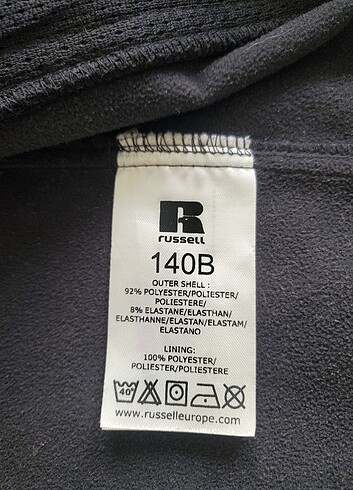 R
russell
140B
OUTER SHELL :
92% POLYESTER/POLIESTER/
POLIESTERE/
8% ELASTANE/ELASTHAN/
ELASTHANNE/ELASTAN/ELASTAM/
ELASTANO
LINING:
100% POLYESTER/
POLIESTER/POLIESTERE
40°
www.russelleurope.com